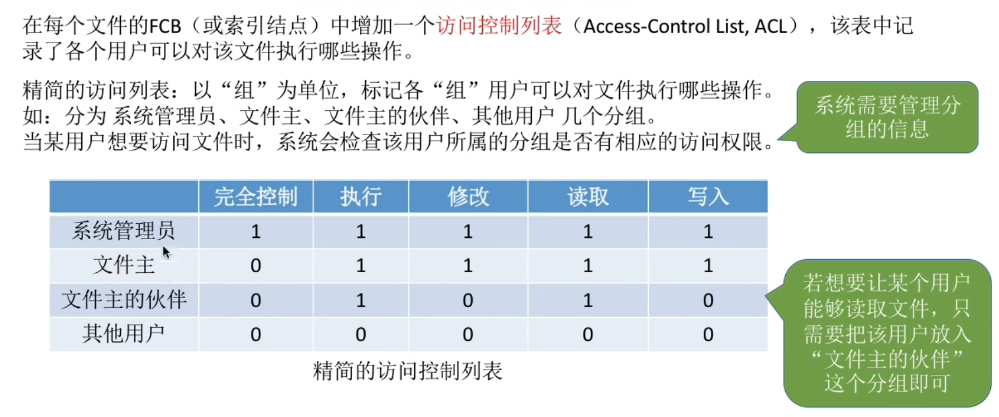 在每个文件的FCB（或索引结点）中增加一个访问控制列表（Access-Control List, ACL），该表中记
录了各个用户可以对该文件执行哪些操作。
精简的访问列表：以“组”为单位，标记各“组”用户可以对文件执行哪些操作。
如：分为 系统管理员、文件主、文件主的伙伴、其他用户 几个分组。
当某用户想要访问文件时，系统会检查该用户所属的分组是否有相应的访问权限。
系统需要管理分
组的信息
完全控制 执行 修改 读取 写入
系统管理员 1 1 1 1 1
文件主 0 1 1 1 1
文件主的伙伴 0 1 0 1 0
其他用户 0 0 0 0 0
精简的访问控制列表
若想要让某个用户
能够读取文件，只
需要把该用户放入
“文件主的伙伴”
这个分组即可